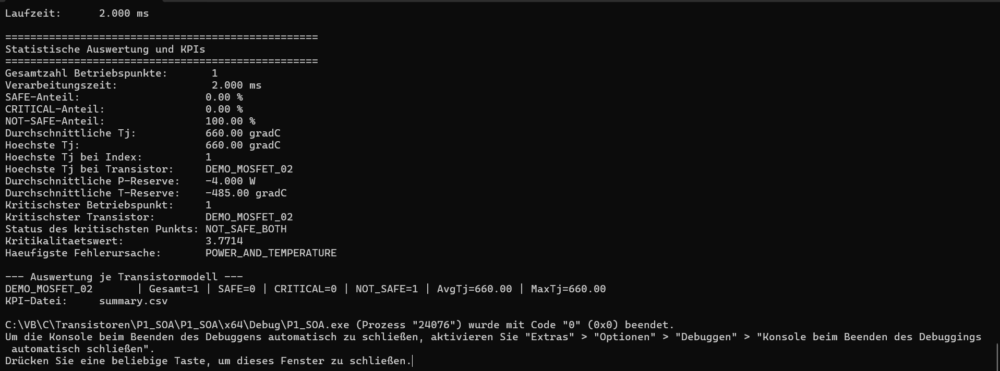 Laufzeit:      2.000 ms
==================================================
Statistische Auswertung und KPIs
==================================================
Gesamtzahl Betriebspunkte:       1
Verarbeitungszeit:               2.000 ms
SAFE-Anteil:                    0.00 %
CRITICAL-Anteil:                0.00 %
NOT-SAFE-Anteil:                100.00 %
Durchschnittliche Tj:           660.00 gradC
Hoechste Tj:                    660.00 gradC
Hoechste Tj bei Index:          1
Hoechste Tj bei Transistor:     DEMO_MOSFET_02
Durchschnittliche P-Reserve:    -4.000 W
Durchschnittliche T-Reserve:    -485.00 gradC
Kritischster Betriebspunkt:     1
Kritischster Transistor:        DEMO_MOSFET_02
Status des kritischsten Punkts: NOT_SAFE_BOTH
Kritikalitaetswert:             3.7714
Haeufigste Fehlerursache:       POWER_AND_TEMPERATURE
--- Auswertung je Transistormodell ---
DEMO_MOSFET_02       | Gesamt=1 | SAFE=0 | CRITICAL=0 | NOT_SAFE=1 | AvgTj=660.00 | MaxTj=660.00
KPI-Datei:     summary.csv
C:\VB\C\Transistoren\P1_SOA\P1_SOA\x64\Debug\P1_SOA.exe (Prozess "24076") wurde mit Code "0" (0x0) beendet.
Um die Konsole beim Beenden des Debuggens automatisch zu schließen, aktivieren Sie "Extras" > "Optionen" > "Debuggen" > "Konsole beim Beenden des Debuggings
 automatisch schließen".
Drücken Sie eine beliebige Taste, um dieses Fenster zu schließen.